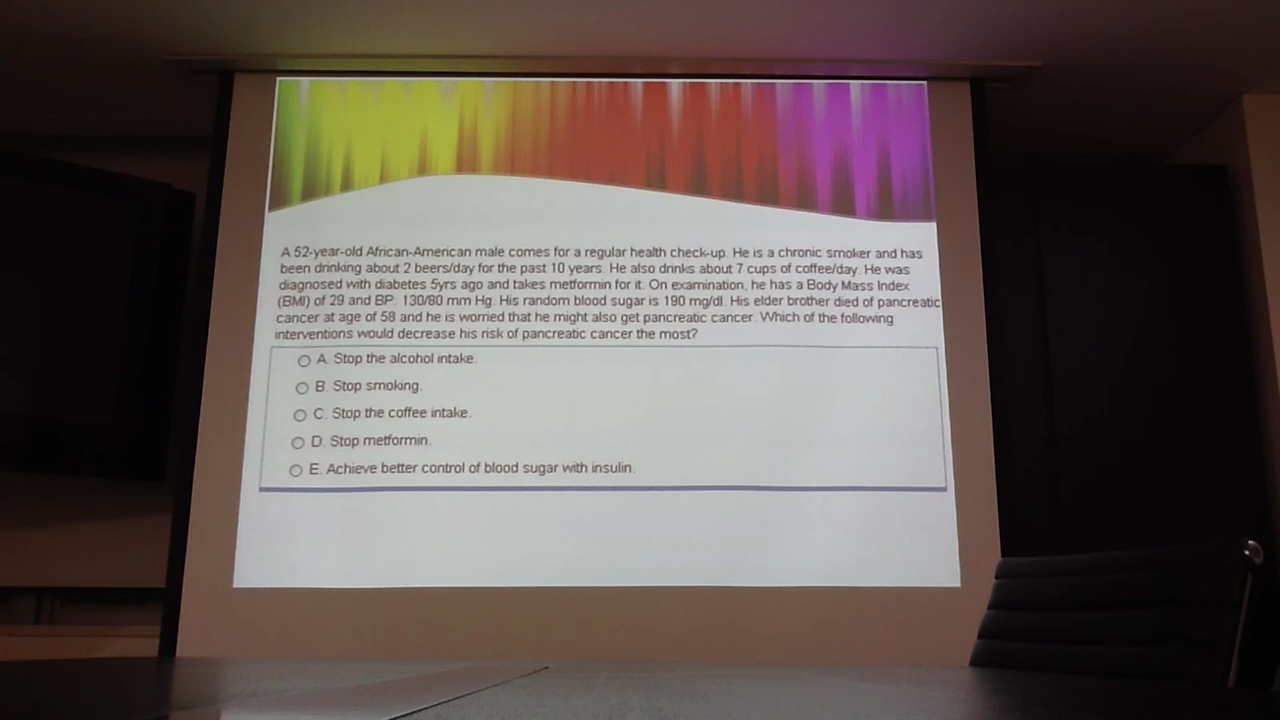 A 52-year-old African-American male comes for a regular health check-up. He is a chronic smoker and has
been drinking about 2 beers/day for the past 10 years. He also drinks about 7 cups of coffee/day. He was
diagnosed with diabetes 5yrs ago and takes metformin for it. On examination, he has a Body Mass Index
(BMI) of 29 and BP: 130/80 mm Hg. His random blood sugar is 190 mg/dl. His elder brother died of pancreatic
cancer at age of 58 and he is worried that he might also get pancreatic cancer. Which of the following
interventions would decrease his risk of pancreatic cancer the most?
A. Stop the alcohol intake.
B. Stop smoking.
C. Stop the coffee intake.
D. Stop metformin.
E. Achieve better control of blood sugar with insulin.